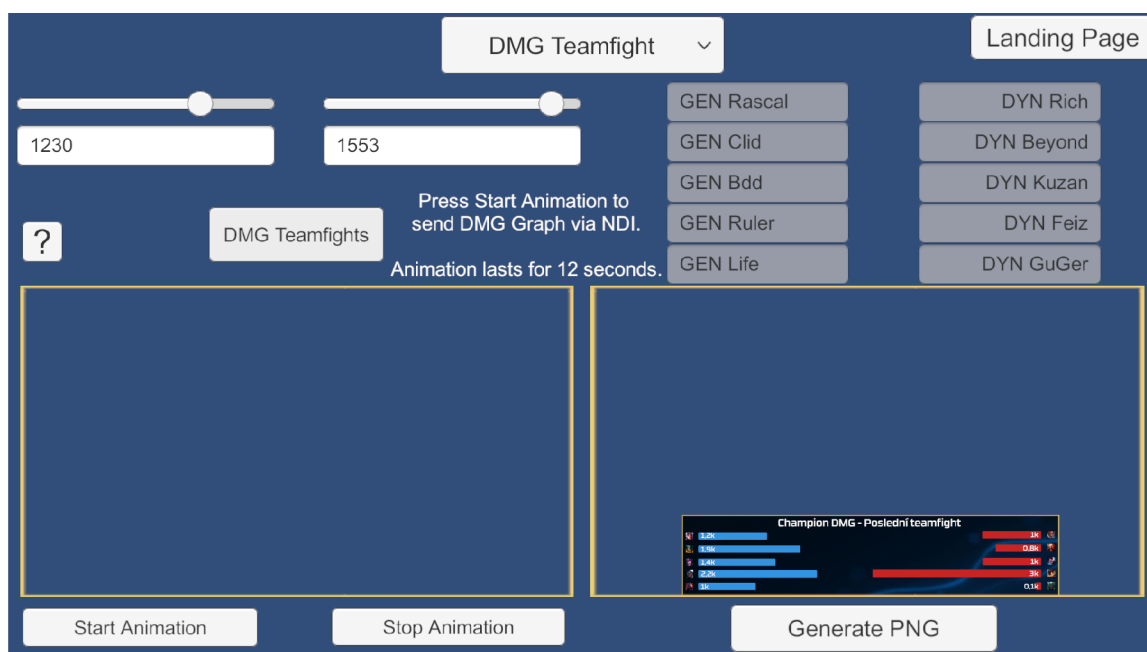 DMG Teamfight
Landing Page
1230
1553
GEN Rascal
DYN Rich
GEN Clid
DYN Beyond
GEN Bdd
DYN Kuzan
GEN Ruler
DYN Feiz
GEN Life
DYN GuGer
?
DMG Teamfights
Press Start Animation to
send DMG Graph via NDI.
Animation lasts for 12 seconds.
Champion DMG - Poslední teamfight
1,2k
1k
1,9k
0,8k
1,4k
1k
2,2k
3k
1k
0,1k
Start Animation
Stop Animation
Generate PNG